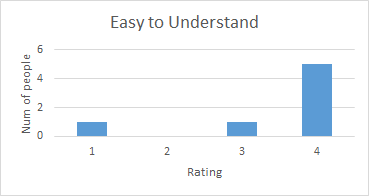 Easy to Understand
Num of people
6
4
2
0
1 2 3 4
Rating